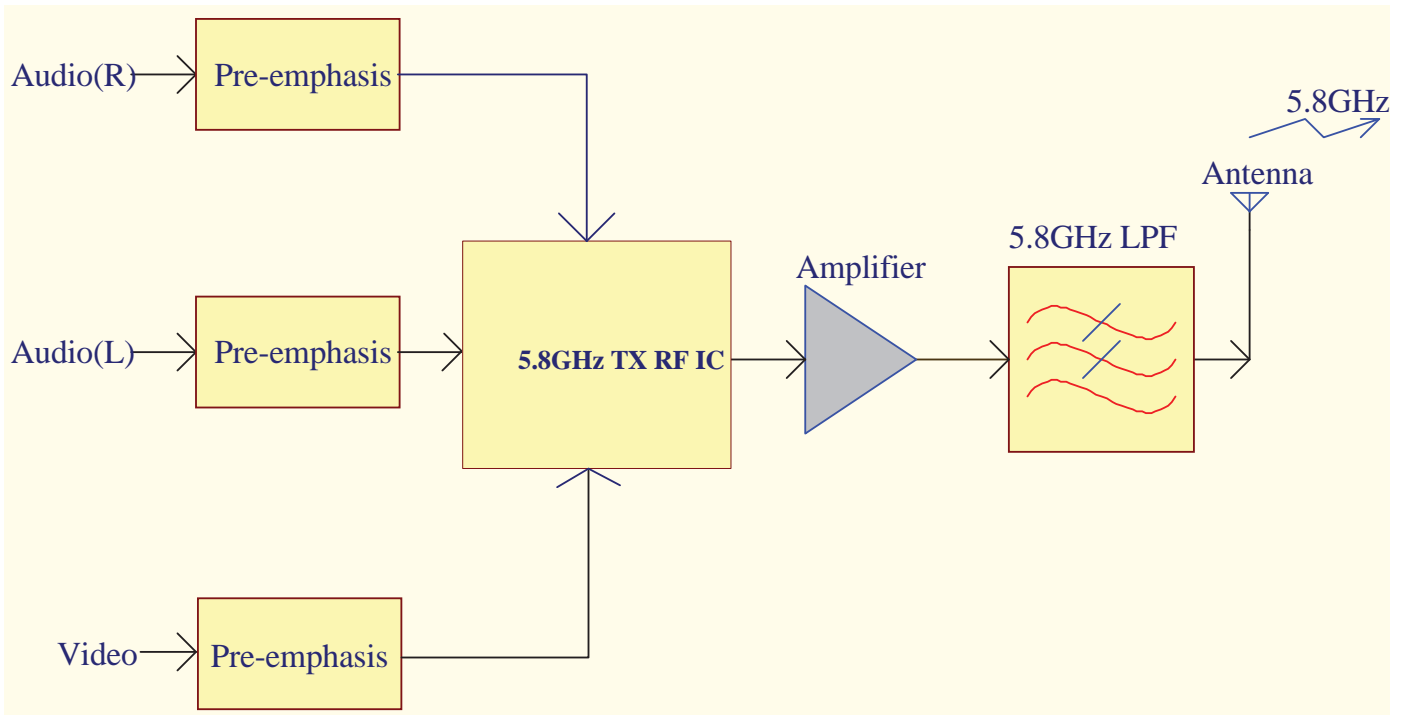 Audio(R)
Pre-emphasis
5.8GHz
Antenna
5.8GHz LPF
Amplifier
Audio(L)
Pre-emphasis
5.8GHz TX RF IC
Video
Pre-emphasis